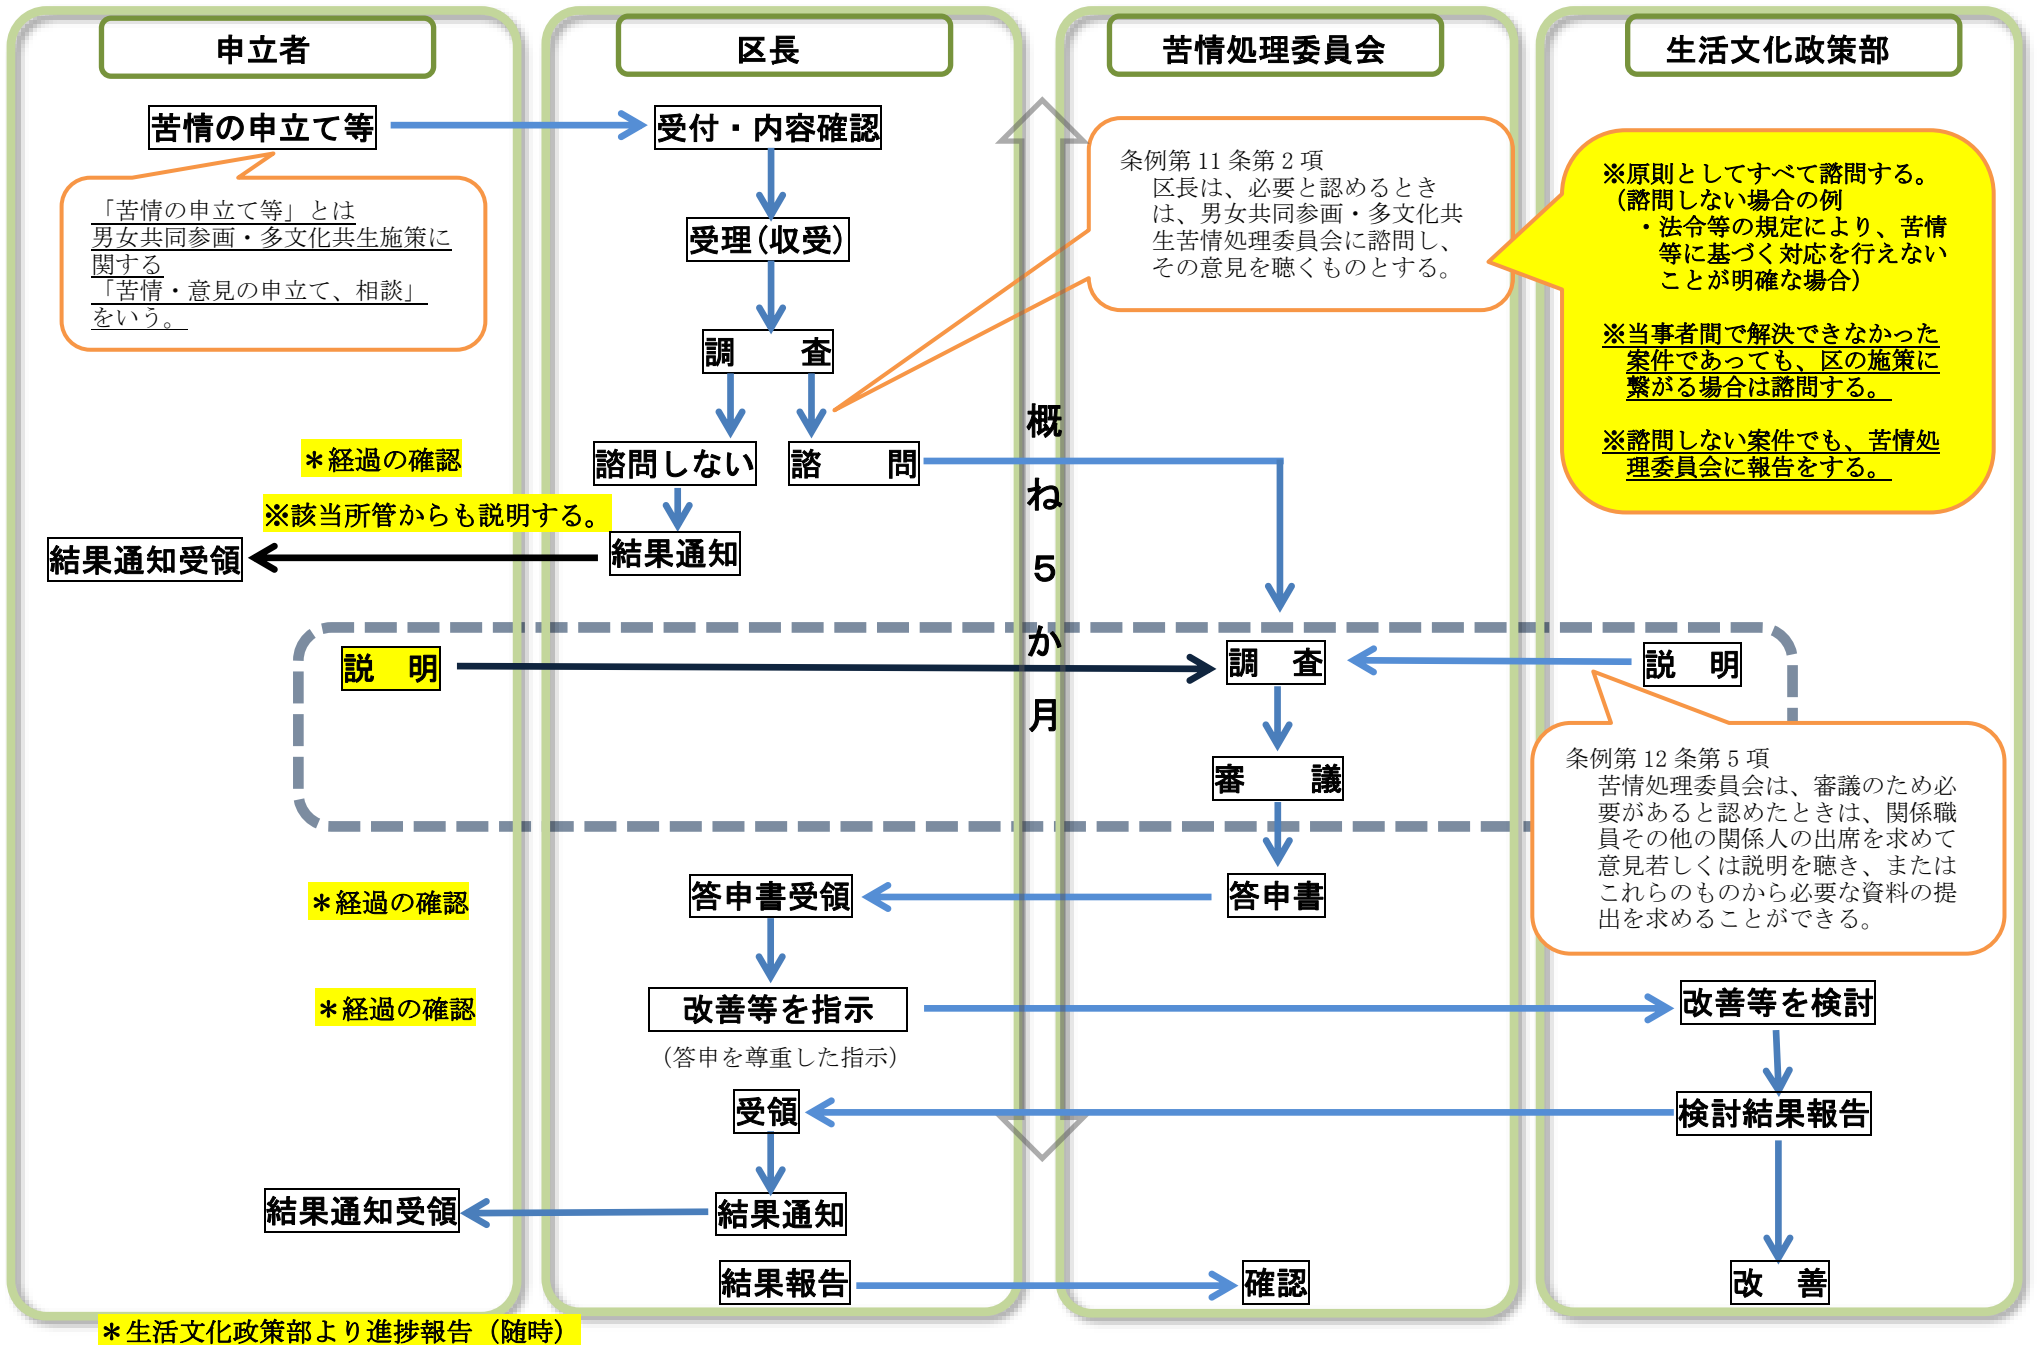 申立者
区長
苦情処理委員会
生活文化政策部
苦情の申立て等
受付・内容確認
「苦情の申立て等」とは
男女共同参画・多文化共生施策に
関する
「苦情・意見の申立て、相談」
をいう。
受理(収受)
調　　査
条例第11条第2項
区長は、必要と認めるとき
は、男女共同参画・多文化共
生苦情処理委員会に諮問し、
その意見を聴くものとする。
※原則としてすべて諮問する。
（諮問しない場合の例
・法令等の規定により、苦情
等に基づく対応を行えない
ことが明確な場合）
※当事者間で解決できなかった
案件であっても、区の施策に
繋がる場合は諮問する。
※諮問しない案件でも、苦情処
理委員会に報告をする。
概
ね
５
か
月
＊経過の確認
諮問しない
諮　　問
※該当所管からも説明する。
結果通知
結果通知受領
説　明
調　査
説　明
審　　議
条例第12条第5項
苦情処理委員会は、審議のため必
要があると認めたときは、関係職
員その他の関係人の出席を求めて
意見若しくは説明を聴き、または
これらのものから必要な資料の提
出を求めることができる。
＊経過の確認
答申書受領
答申書
＊経過の確認
改善等を指示
（答申を尊重した指示）
改善等を検討
受領
検討結果報告
結果通知受領
結果通知
結果報告
確認
改　善
＊生活文化政策部より進捗報告（随時）